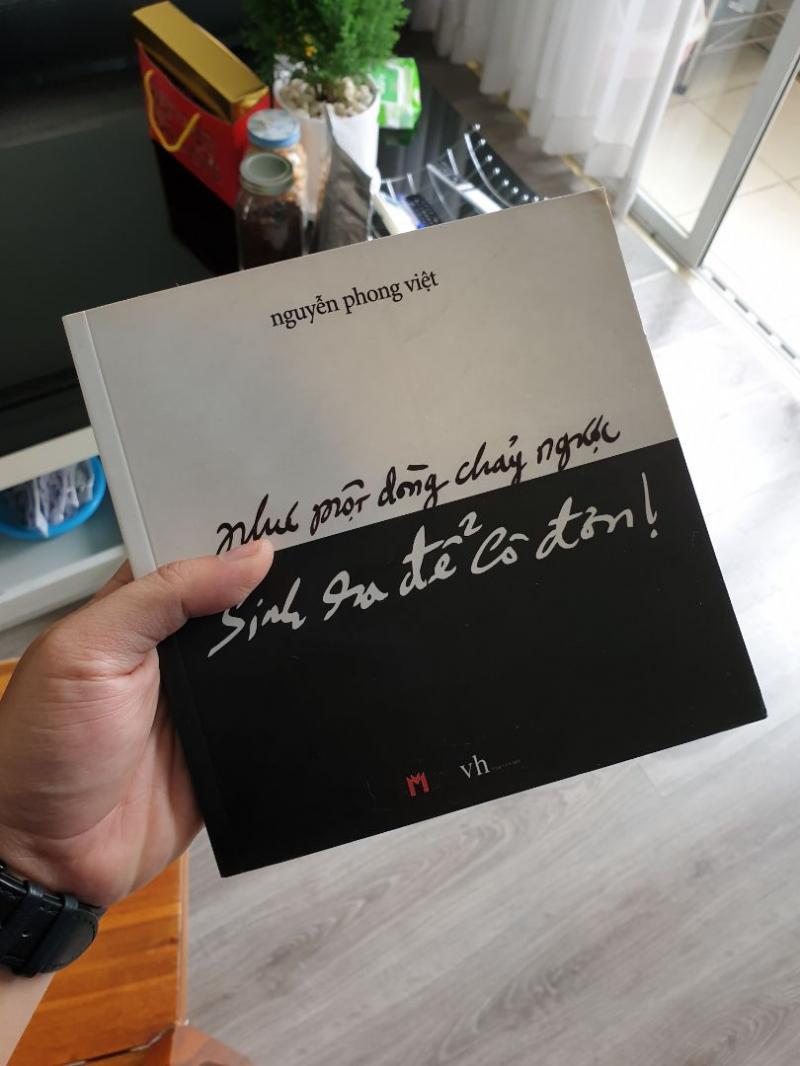 nguyễn phong việt
như một dòng chảy ngược
Sinh ra để cô đơn!
M
vh